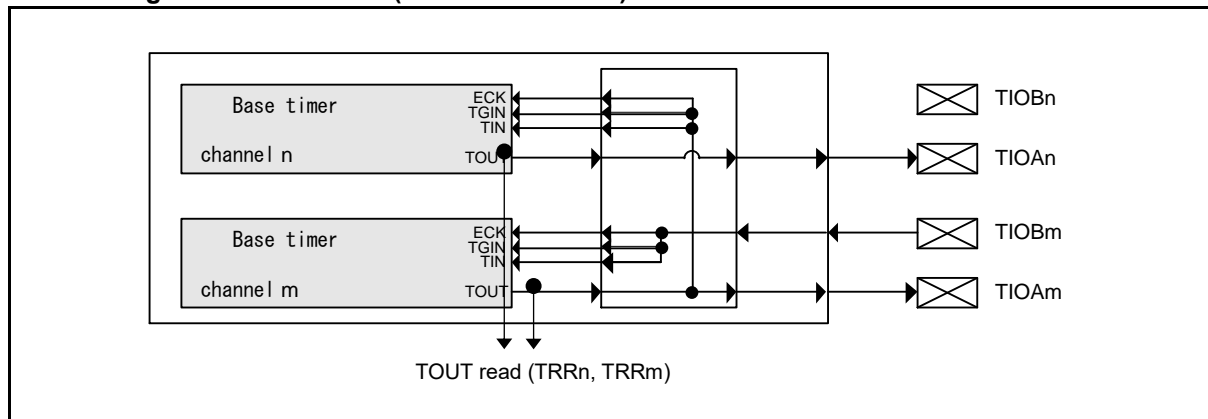 Base timer
channel n
ECK
TGIN
TIN
TOUT
TIOBn
TIOAn
Base timer
channel m
ECK
TGIN
TIN
TOUT
TIOBm
TIOAm
TOUT read (TRRn, TRRm)